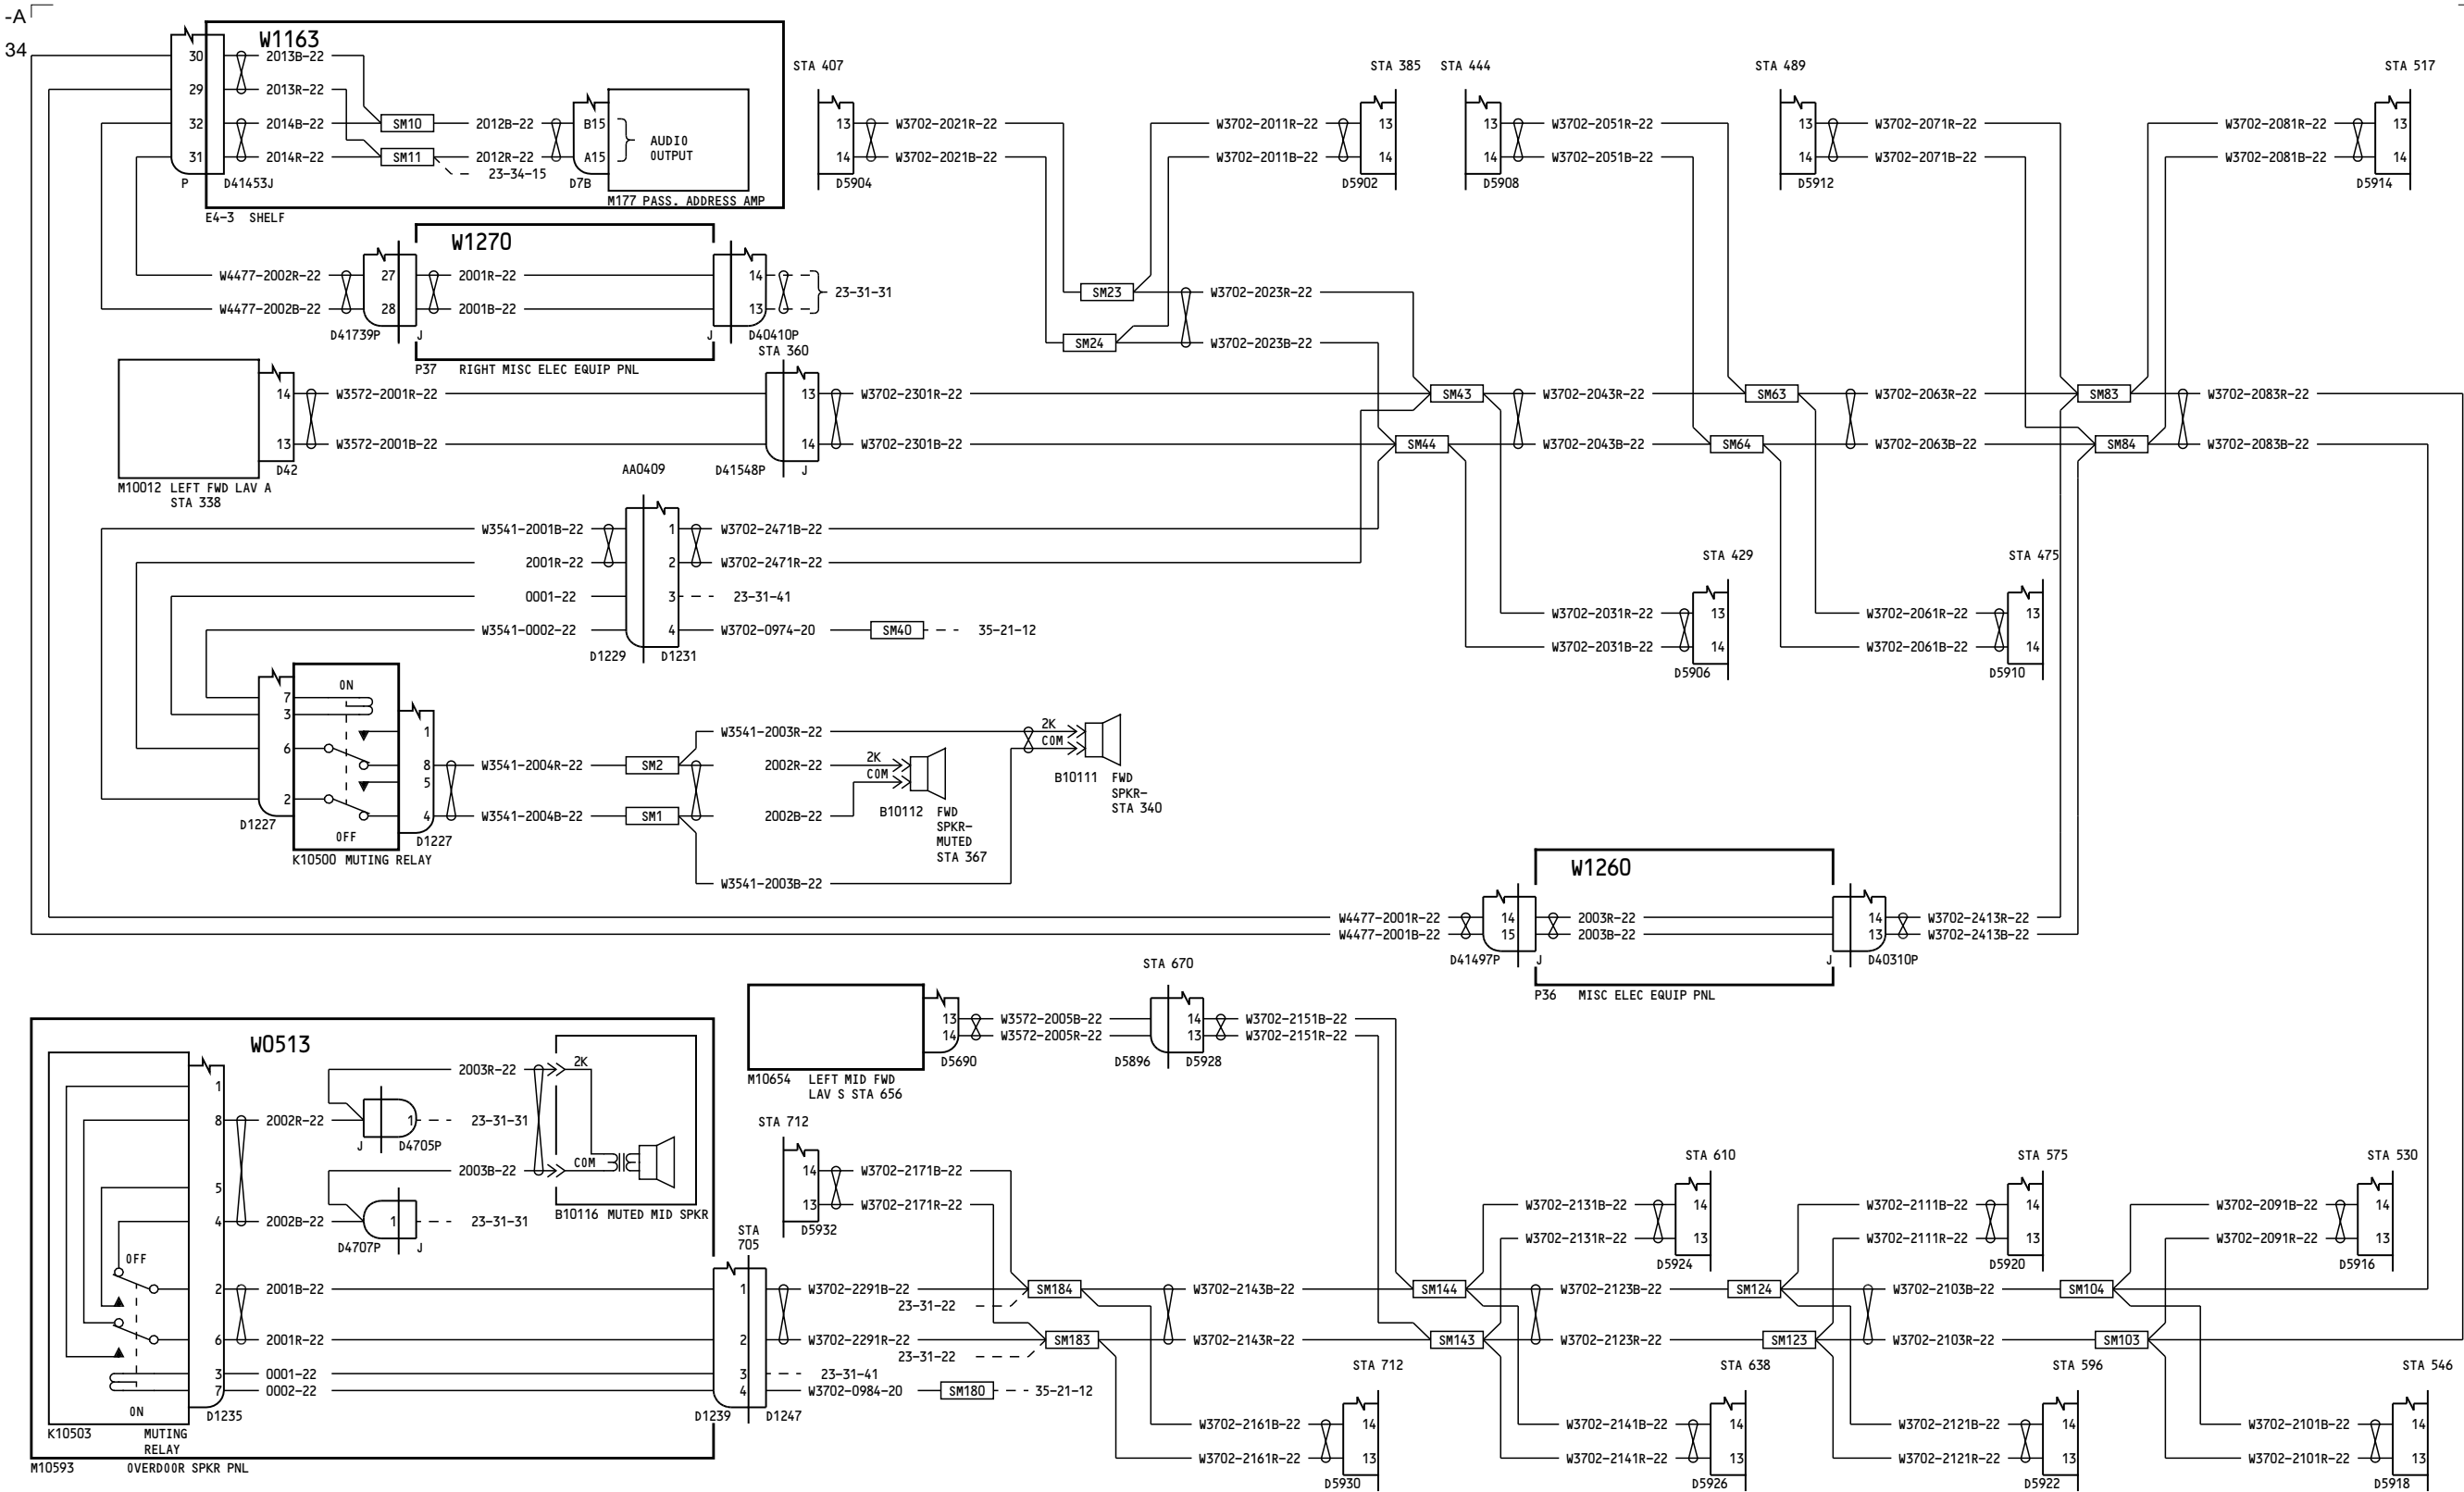 -A
34
W1163
30 2013B-22
29 2013R-22
32 2014B-22 SM10 2012B-22 B15
31 2014R-22 SM11 2012R-22 A15
AUDIO
OUTPUT
23-34-15
P D41453J D7B
M177 PASS. ADDRESS AMP
E4-3 SHELF
STA 407
13 W3702-2021R-22
14 W3702-2021B-22
D5904
STA 385
W3702-2011R-22 13
W3702-2011B-22 14
D5902
STA 444
13 W3702-2051R-22
14 W3702-2051B-22
D5908
STA 489
13 W3702-2071R-22
14 W3702-2071B-22
D5912
STA 517
W3702-2081R-22 13
W3702-2081B-22 14
D5914
W1270
W4477-2002R-22 27 2001R-22 14
W4477-2002B-22 28 2001B-22 13
23-31-31
D41739P J J D40410P
P37 RIGHT MISC ELEC EQUIP PNL
SM23 W3702-2023R-22
SM24 W3702-2023B-22
STA 360
14 W3572-2001R-22 13 W3702-2301R-22 SM43 W3702-2043R-22 SM63 W3702-2063R-22 SM83 W3702-2083R-22
13 W3572-2001B-22 14 W3702-2301B-22 SM44 W3702-2043B-22 SM64 W3702-2063B-22 SM84 W3702-2083B-22
D42 D41548P J
M10012 LEFT FWD LAV A
STA 338
AA0409
W3541-2001B-22 1 W3702-2471B-22
2001R-22 2 W3702-2471R-22
0001-22 3 23-31-41
W3541-0002-22 4 W3702-0974-20 SM40 35-21-12
D1229 D1231
STA 429
W3702-2031R-22 13
W3702-2031B-22 14
D5906
STA 475
W3702-2061R-22 13
W3702-2061B-22 14
D5910
ON
7
3
1
6
8 W3541-2004R-22 SM2
5
2
4 W3541-2004B-22 SM1
OFF
D1227 D1227
K10500 MUTING RELAY
W3541-2003R-22 2K
COM
2002R-22 2K
COM
2002B-22
W3541-2003B-22
B10112 FWD
SPKR-
MUTED
STA 367
B10111 FWD
SPKR-
STA 340
W1260
W4477-2001R-22 14 2003R-22 14 W3702-2413R-22
W4477-2001B-22 15 2003B-22 13 W3702-2413B-22
D41497P J J D40310P
P36 MISC ELEC EQUIP PNL
STA 670
13 W3572-2005B-22 14 W3702-2151B-22
14 W3572-2005R-22 13 W3702-2151R-22
D5690 D5896 D5928
M10654 LEFT MID FWD
LAV S STA 656
W0513
1
8 2002R-22
5
4 2002B-22
OFF
2 2001B-22
6 2001R-22
3 0001-22
7 0002-22
ON
D1235
K10503 MUTING
RELAY
M10593 OVERDOOR SPKR PNL
2003R-22 2K
1 23-31-31
J D4705P
2003B-22 COM
1 23-31-31
D4707P J
B10116 MUTED MID SPKR
STA
705
1 W3702-2291B-22 SM184 W3702-2143B-22 SM144 W3702-2123B-22 SM124 W3702-2103B-22 SM104
23-31-22
2 W3702-2291R-22 SM183 W3702-2143R-22 SM143 W3702-2123R-22 SM123 W3702-2103R-22 SM103
23-31-22
3 23-31-41
4 W3702-0984-20 SM180 35-21-12
D1239 D1247
STA 712
14 W3702-2171B-22
13 W3702-2171R-22
D5932
STA 610
W3702-2131B-22 14
W3702-2131R-22 13
D5924
STA 575
W3702-2111B-22 14
W3702-2111R-22 13
D5920
STA 530
W3702-2091B-22 14
W3702-2091R-22 13
D5916
STA 712
W3702-2161B-22 14
W3702-2161R-22 13
D5930
STA 638
W3702-2141B-22 14
W3702-2141R-22 13
D5926
STA 596
W3702-2121B-22 14
W3702-2121R-22 13
D5922
STA 546
W3702-2101B-22 14
W3702-2101R-22 13
D5918